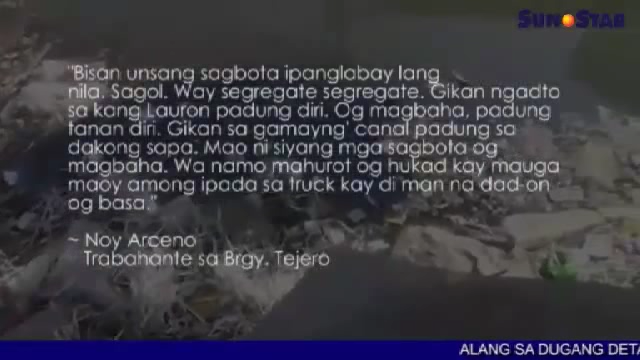 SUN STAR
"Bisan unsang sagbota ipanglabay lang
nila. Sagol. Way segregate segregate. Gikan ngadto
sa kang Lauron padung diri. Og magbaha, padung
tanan diri. Gikan sa gamayng' canal padung sa
dakong sapa. Mao ni siyang mga sagbota og
magbaha. Wa namo mahurot og hukad kay mauga
maoy among ipada sa truck kay di man na dad-on
og basa."
~ Noy Arceno
Trabahante sa Brgy. Tejero
ALANG SA DUGANG DETA